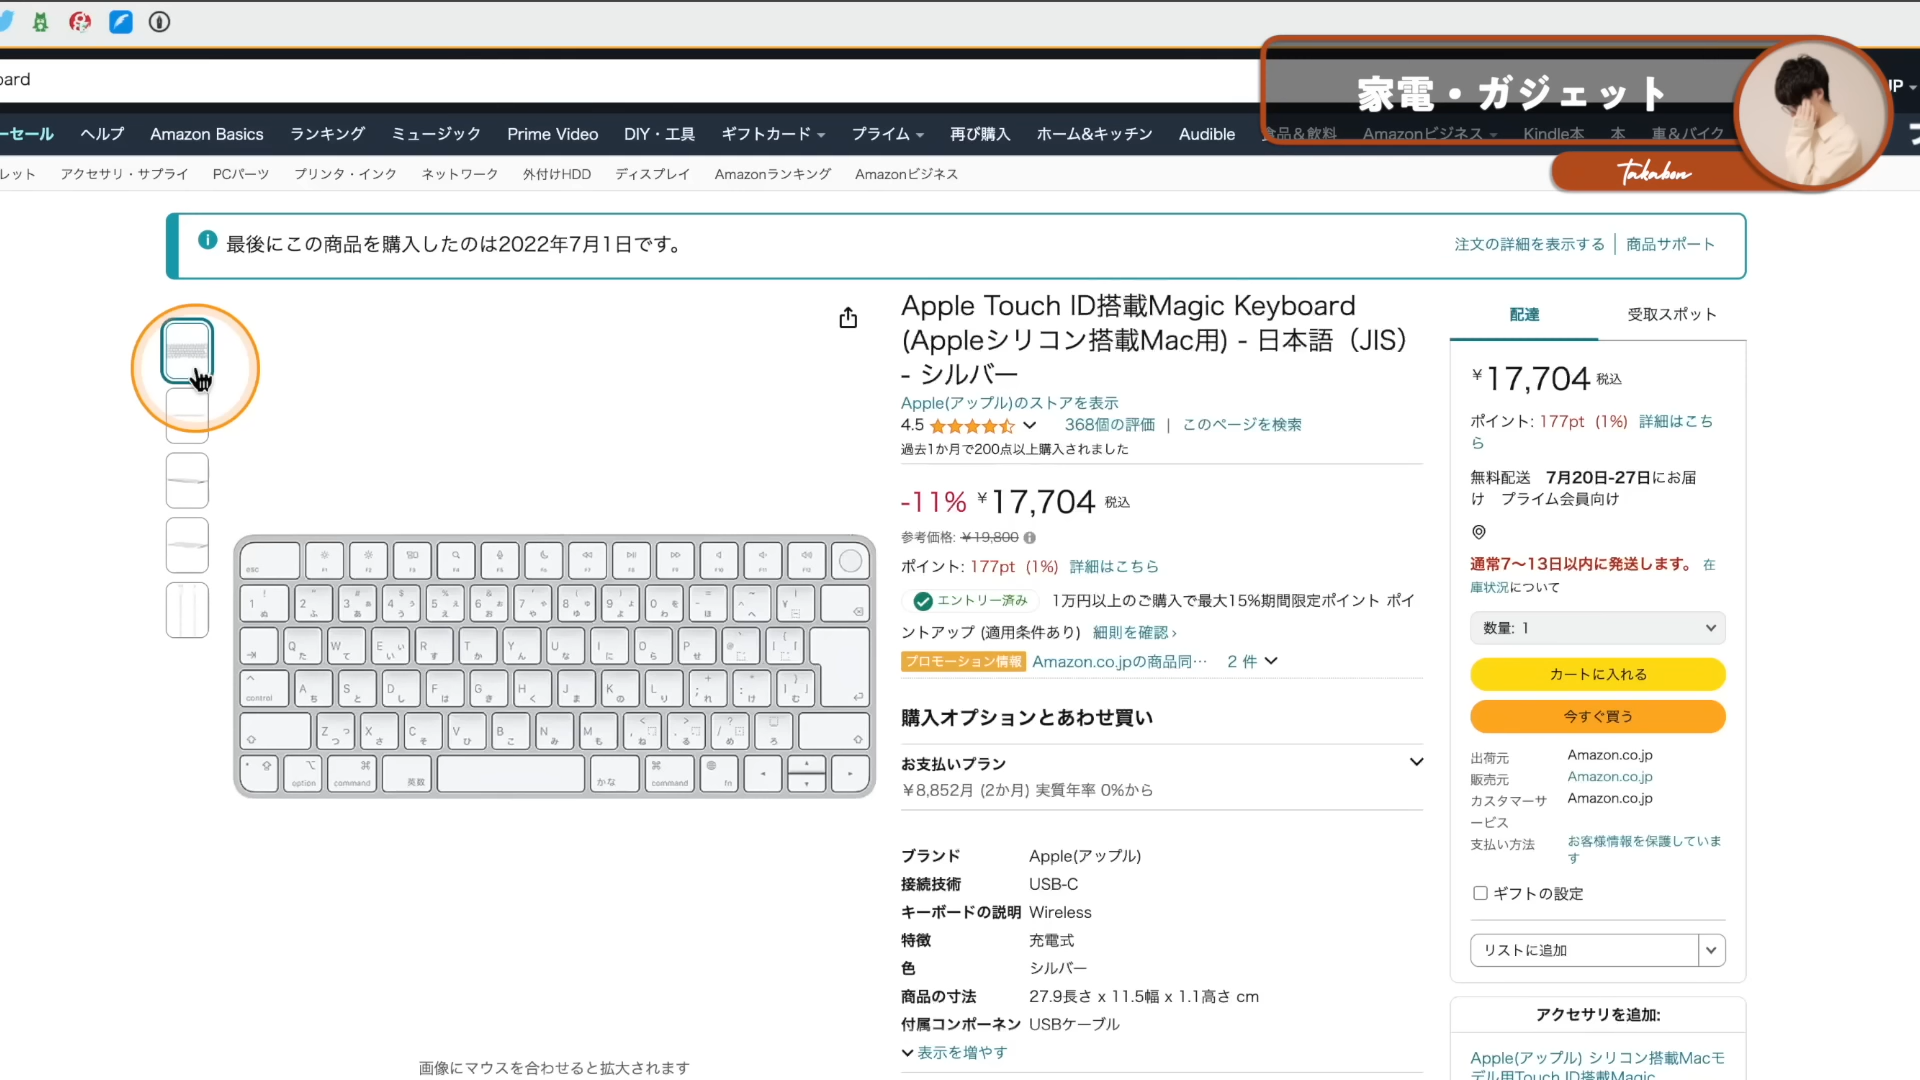 家電・ガジェット
ヘルプ Amazon Basics ランキング ミュージック Prime Video DIY・工具 ギフトカード プライム 再び購入 ホーム&キッチン Audible 食品&飲料 Amazonビジネス Kindle本 本 車&バイク
アクセサリ・サプライ PCパーツ プリンタ・インク ネットワーク 外付けHDD ディスプレイ Amazonランキング Amazonビジネス
Takabon
最後にこの商品を購入したのは2022年7月1日です。
注文の詳細を表示する | 商品サポート
Apple Touch ID搭載Magic Keyboard
(Appleシリコン搭載Mac用) - 日本語（JIS）
- シルバー
Apple(アップル)のストアを表示
4.5 368個の評価 | このページを検索
過去1か月で200点以上購入されました
-11% ¥17,704 税込
参考価格: ¥19,800
ポイント: 177pt (1%) 詳細はこちら
エントリー済み 1万円以上のご購入で最大15%期間限定ポイント ポイ
ントアップ (適用条件あり) 細則を確認 ›
プロモーション情報 Amazon.co.jpの商品同… 2 件
購入オプションとあわせ買い
お支払いプラン
¥8,852月 (2か月) 実質年率 0%から
ブランド Apple(アップル)
接続技術 USB-C
キーボードの説明 Wireless
特徴 充電式
色 シルバー
商品の寸法 27.9長さ x 11.5幅 x 1.1高さ cm
付属コンポーネン USBケーブル
表示を増やす
画像にマウスを合わせると拡大されます
配達 受取スポット
¥17,704 税込
ポイント: 177pt (1%) 詳細はこち
ら
無料配送 7月20日-27日にお届
け プライム会員向け
通常7〜13日以内に発送します。 在
庫状況について
数量: 1
カートに入れる
今すぐ買う
出荷元 Amazon.co.jp
販売元 Amazon.co.jp
カスタマーサ Amazon.co.jp
ービス
支払い方法 お客様情報を保護していま
す
ギフトの設定
リストに追加
アクセサリを追加:
Apple(アップル) シリコン搭載Macモ
デル用Touch ID搭載Magic